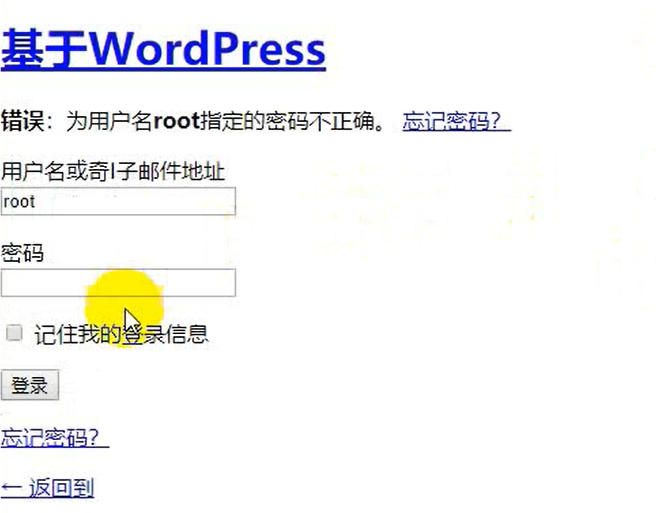 基于WordPress
错误：为用户名root指定的密码不正确。 忘记密码？
用户名或奇I子邮件地址
root
密码
记住我的登录信息
登录
忘记密码？
← 返回到